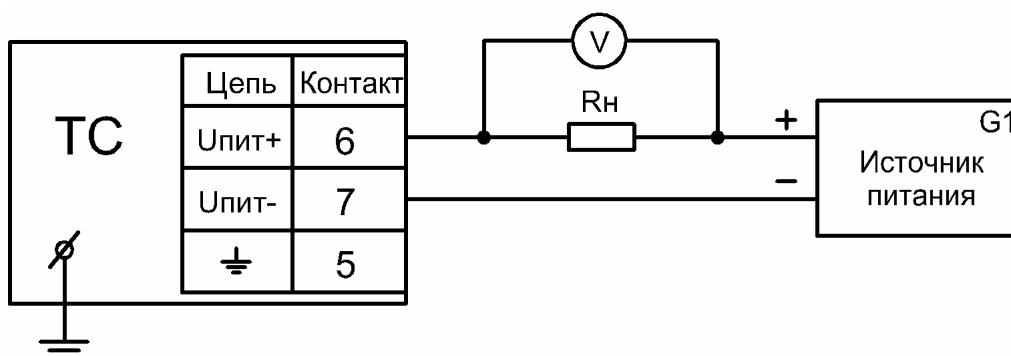 V
Цепь Контакт
Rн
ТС
Uпит+ 6
+
G1
Источник
питания
Uпит- 7
–
5